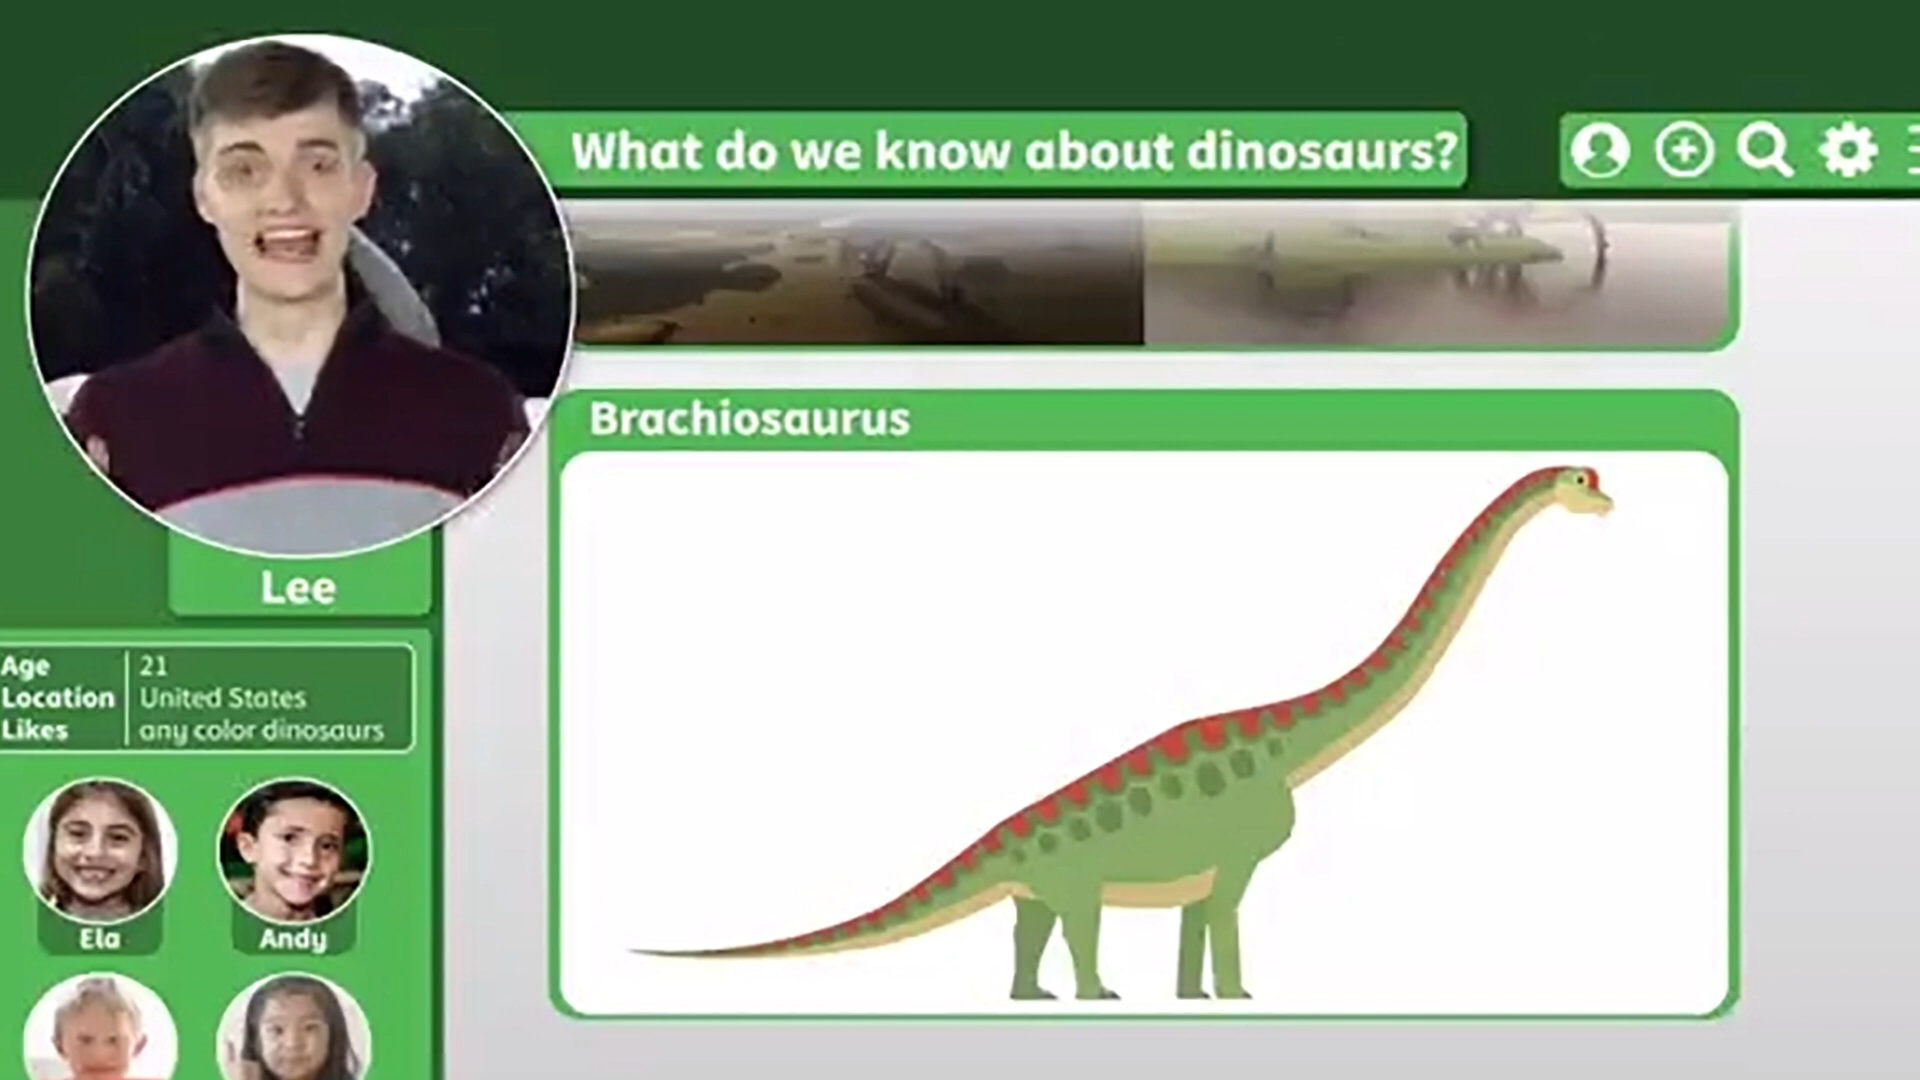 What do we know about dinosaurs?
Brachiosaurus
Lee
Age 21
Location United States
Likes any color dinosaurs
Ela
Andy